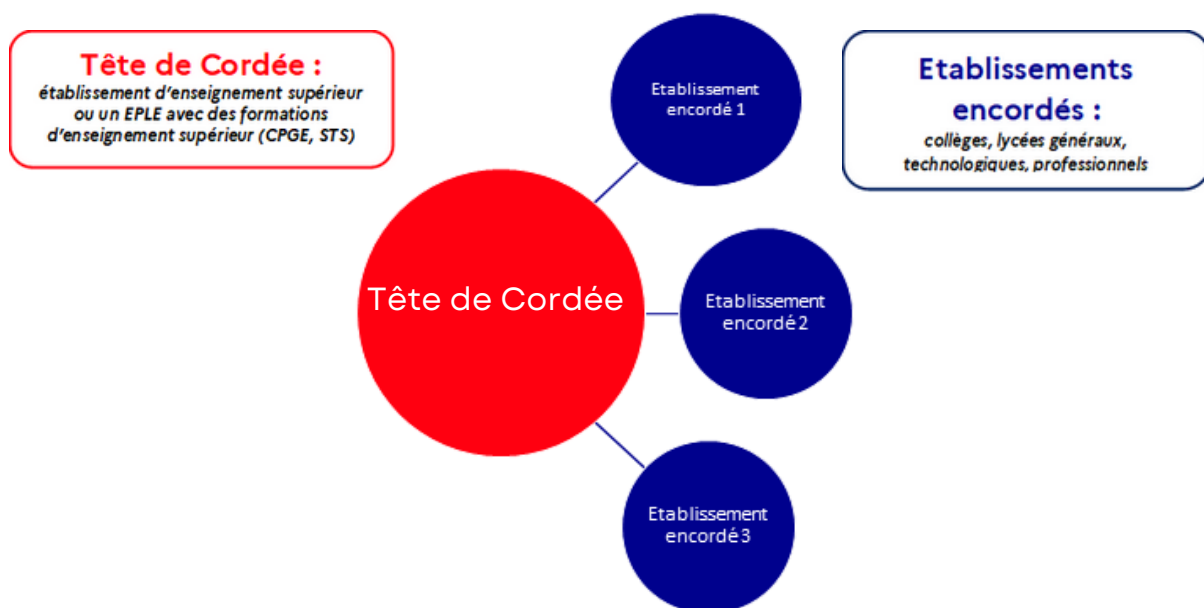 Tête de Cordée :
établissement d’enseignement supérieur
ou un EPLE avec des formations
d’enseignement supérieur (CPGE, STS)
Etablissement
encordé 1
Etablissements
encordés :
collèges, lycées généraux,
technologiques, professionnels
Tête de Cordée
Etablissement
encordé 2
Etablissement
encordé 3